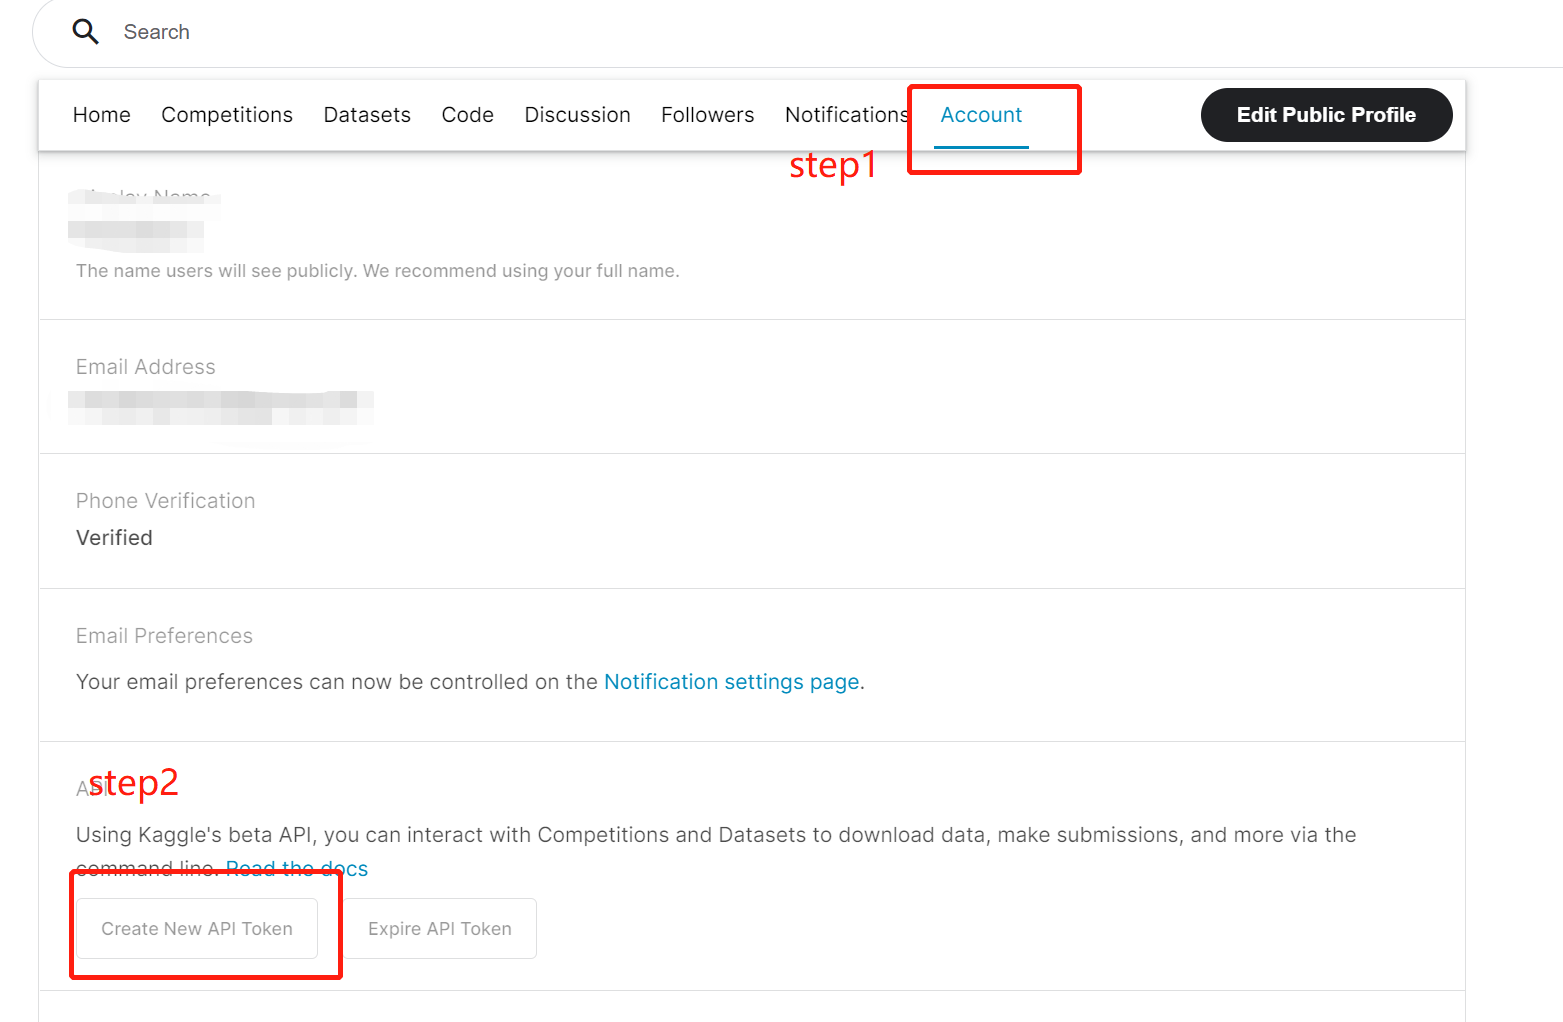 Search
Home Competitions Datasets Code Discussion Followers Notifications Account Edit Public Profile
step1
Display Name
The name users will see publicly. We recommend using your full name.
Email Address
Phone Verification
Verified
Email Preferences
Your email preferences can now be controlled on the Notification settings page.
step2
API
Using Kaggle's beta API, you can interact with Competitions and Datasets to download data, make submissions, and more via the
command line. Read the docs
Create New API Token Expire API Token